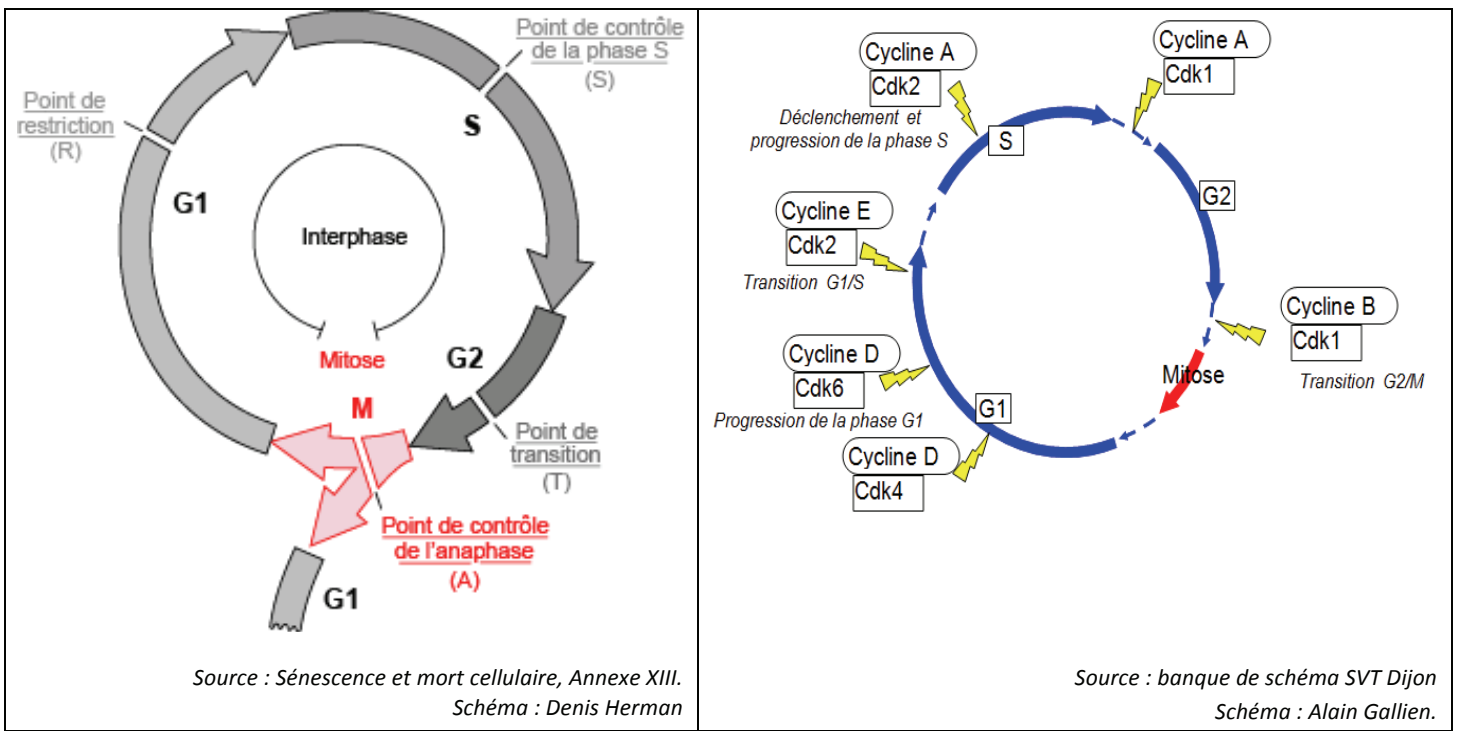 Point de contrôle
de la phase S
(S)
Point de
restriction
(R)
S
G1
Interphase
Mitose
G2
M
Point de
transition
(T)
Point de contrôle
de l'anaphase
(A)
G1
Source : Sénescence et mort cellulaire, Annexe XIII.
Schéma : Denis Herman
Cycline A
Cdk1
Cycline A
Cdk2
Déclenchement et
progression de la phase S
S
G2
Cycline E
Cdk2
Transition G1/S
Cycline B
Cdk1
Transition G2/M
Mitose
Cycline D
Cdk6
Progression de la phase G1
G1
Cycline D
Cdk4
Source : banque de schéma SVT Dijon
Schéma : Alain Gallien.